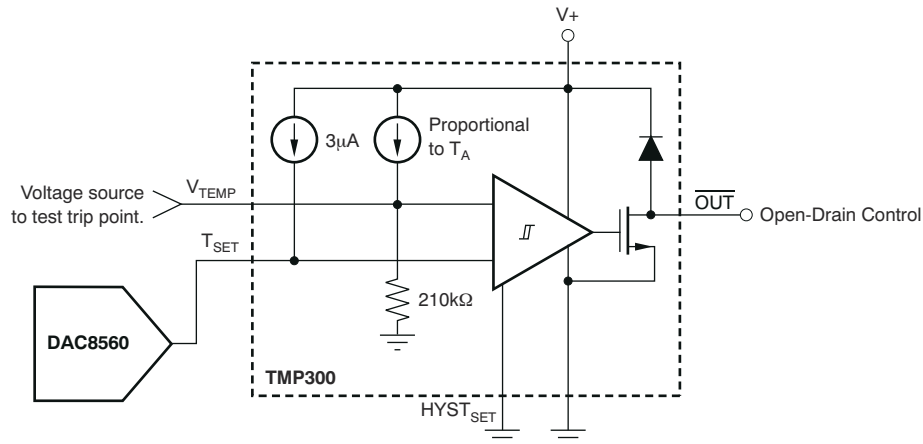 V+
3μA
Proportional
to T_A
Voltage source
to test trip point.
V_TEMP
OUT
Open-Drain Control
T_SET
210kΩ
DAC8560
TMP300
HYST_SET